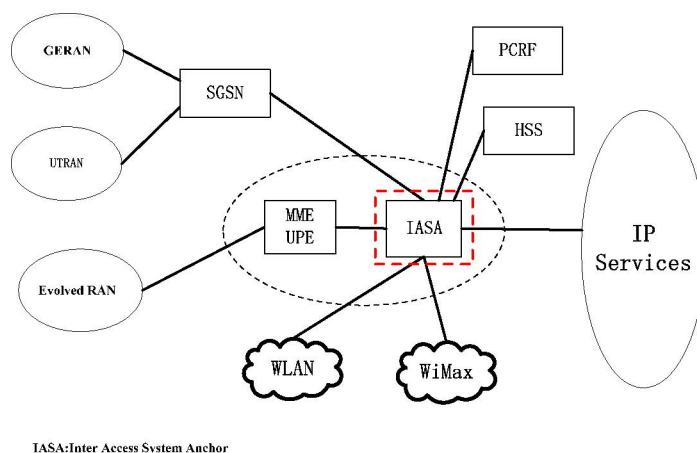 GERAN
PCRF
SGSN
HSS
UTRAN
MME
UPE
IASA
IP
Services
Evolved RAN
WLAN
WiMax
IASA:Inter Access System Anchor